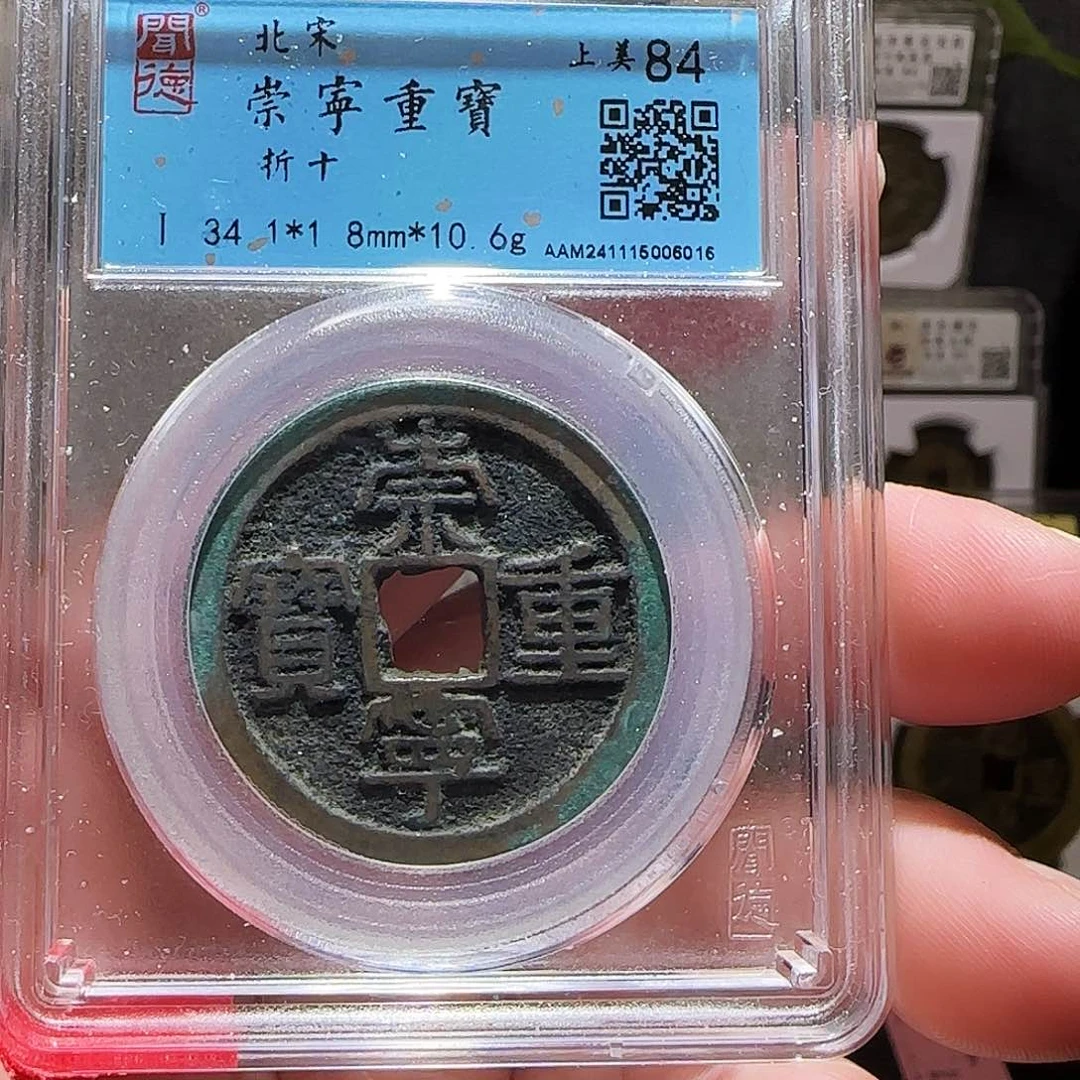 聞德®
北宋
上美84
崇寧重寶
折十
I 34.1*1.8mm*10.6g
AAM241115006016
崇
寶 重
寧
聞德